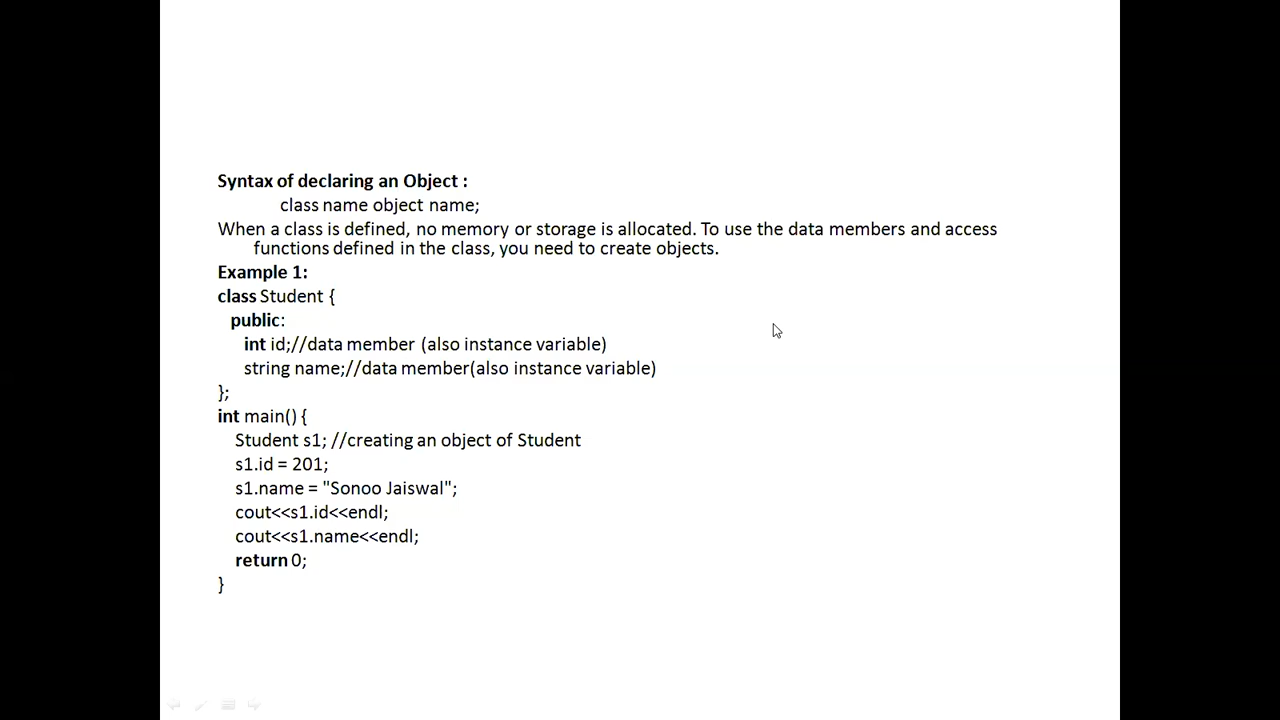 Syntax of declaring an Object :
class name object name;
When a class is defined, no memory or storage is allocated. To use the data members and access
functions defined in the class, you need to create objects.
Example 1:
class Student {
public:
int id;//data member (also instance variable)
string name;//data member(also instance variable)
};
int main() {
Student s1; //creating an object of Student
s1.id = 201;
s1.name = "Sonoo Jaiswal";
cout<<s1.id<<endl;
cout<<s1.name<<endl;
return 0;
}